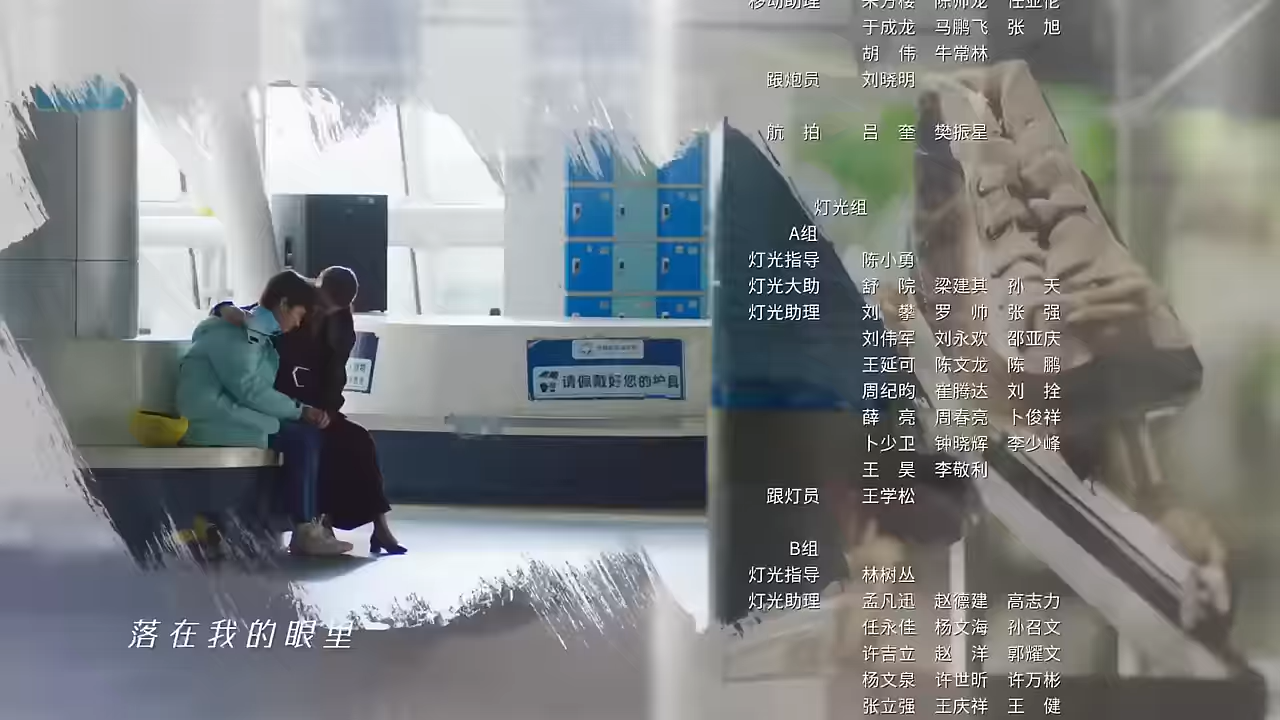 移动助理 荣万楼 陈帅龙 任亚伦
于成龙 马鹏飞 张 旭
胡 伟 牛常林
跟炮员 刘晓明
航 拍 吕 奎 樊振星
灯光组
A组
灯光指导 陈小勇
灯光大助 舒 院 梁建其 孙 天
灯光助理 刘 攀 罗 帅 张 强
刘伟军 刘永欢 邵亚庆
王延可 陈文龙 陈 鹏
周纪昀 崔腾达 刘 拴
薛 亮 周春亮 卜俊祥
卜少卫 钟晓辉 李少峰
王 昊 李敬利
跟灯员 王学松
B组
灯光指导 林树丛
灯光助理 孟凡迅 赵德建 高志力
任永佳 杨文海 孙召文
许吉立 赵 洋 郭耀文
杨文泉 许世昕 许万彬
张立强 王庆祥 王 健
请佩戴好您的护具
落在我的眼里